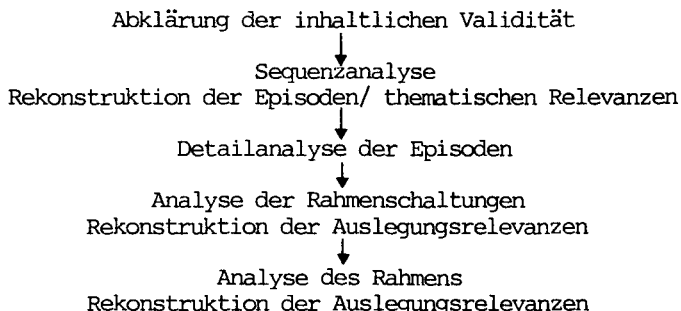 Abklärung der inhaltlichen Validität
Sequenzanalyse
Rekonstruktion der Episoden/ thematischen Relevanzen
Detailanalyse der Episoden
Analyse der Rahmenschaltungen
Rekonstruktion der Auslegungsrelevanzen
Analyse des Rahmens
Rekonstruktion der Auslegungsrelevanzen